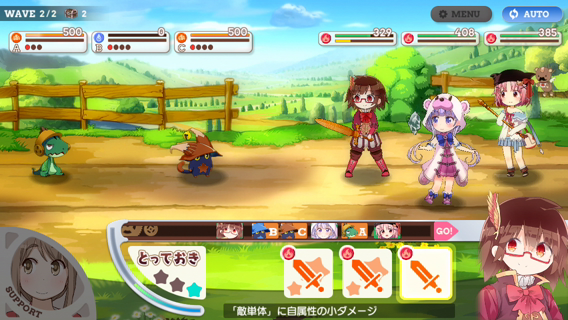 WAVE 2/2 2
MENU
AUTO
500
0
500
329
408
385
A
B
C
B
C
A
GO!
とっておき
SUPPORT
「敵単体」に自属性の小ダメージ